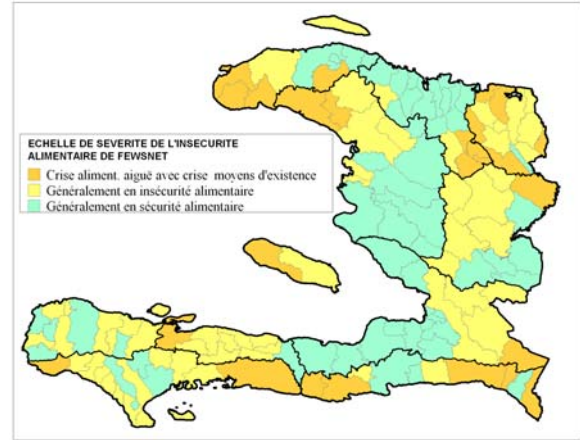 ECHELLE DE SEVERITE DE L'INSECURITE
ALIMENTAIRE DE FEWSNET
Crise aliment. aiguë avec crise moyens d'existence
Généralement en insécurité alimentaire
Généralement en sécurité alimentaire